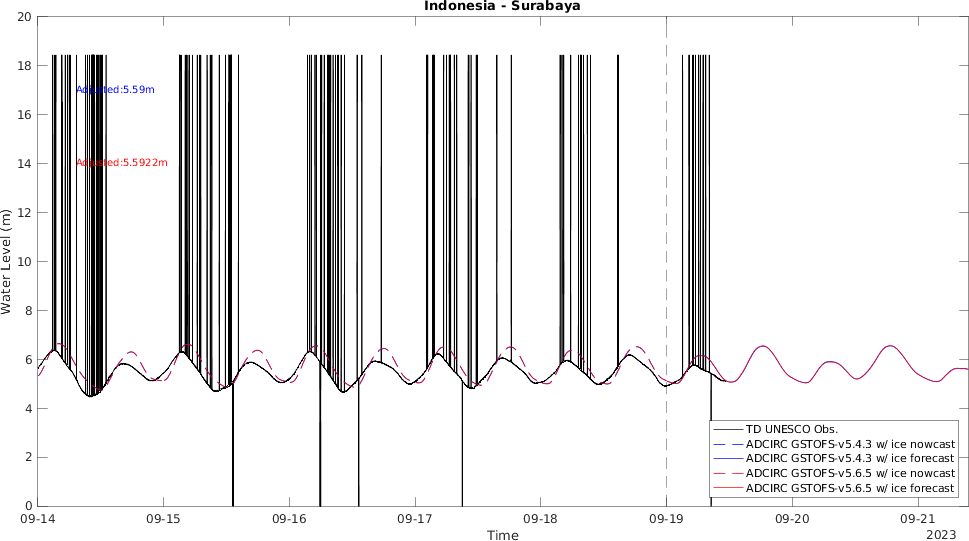 Indonesia - Surabaya
20
18
16
14
12
10
8
6
4
2
0
Water Level (m)
Adjusted:5.59m
Adjusted:5.5922m
TD UNESCO Obs.
ADCIRC GSTOFS-v5.4.3 w/ ice nowcast
ADCIRC GSTOFS-v5.4.3 w/ ice forecast
ADCIRC GSTOFS-v5.6.5 w/ ice nowcast
ADCIRC GSTOFS-v5.6.5 w/ ice forecast
09-14 09-15 09-16 09-17 09-18 09-19 09-20 09-21
Time
2023